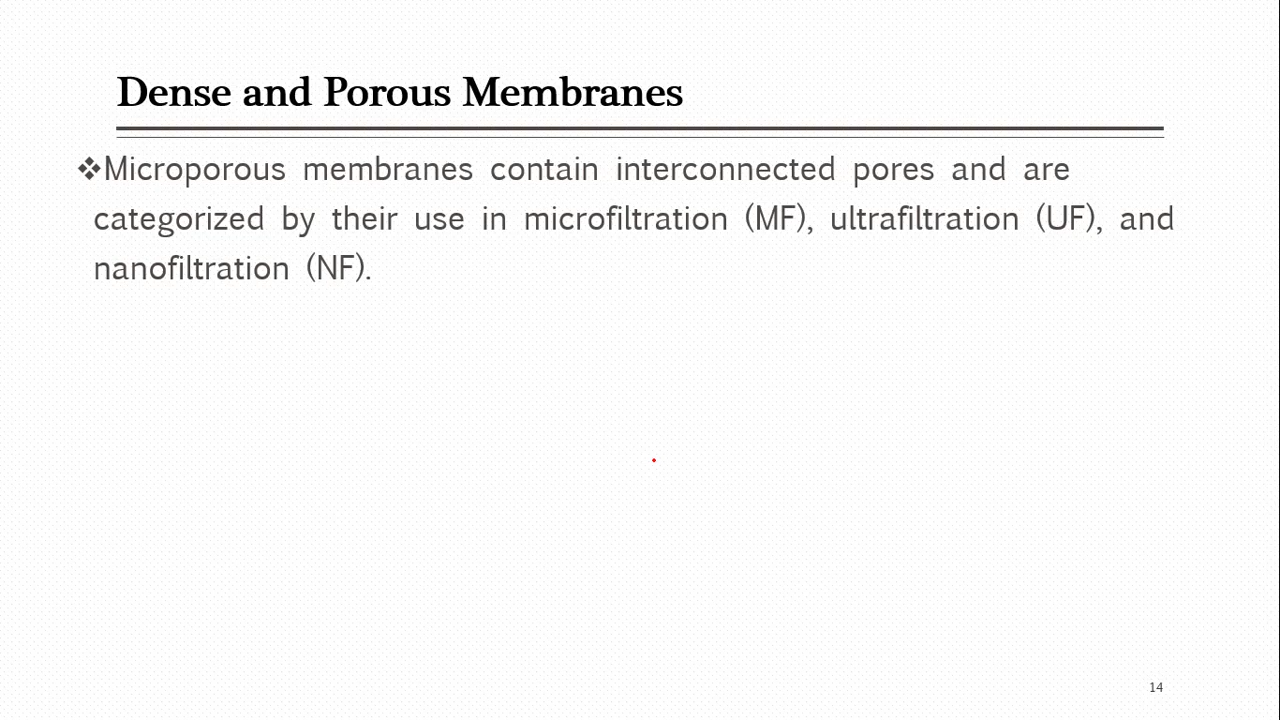 Dense and Porous Membranes
❖Microporous membranes contain interconnected pores and are
categorized by their use in microfiltration (MF), ultrafiltration (UF), and
nanofiltration (NF).
14